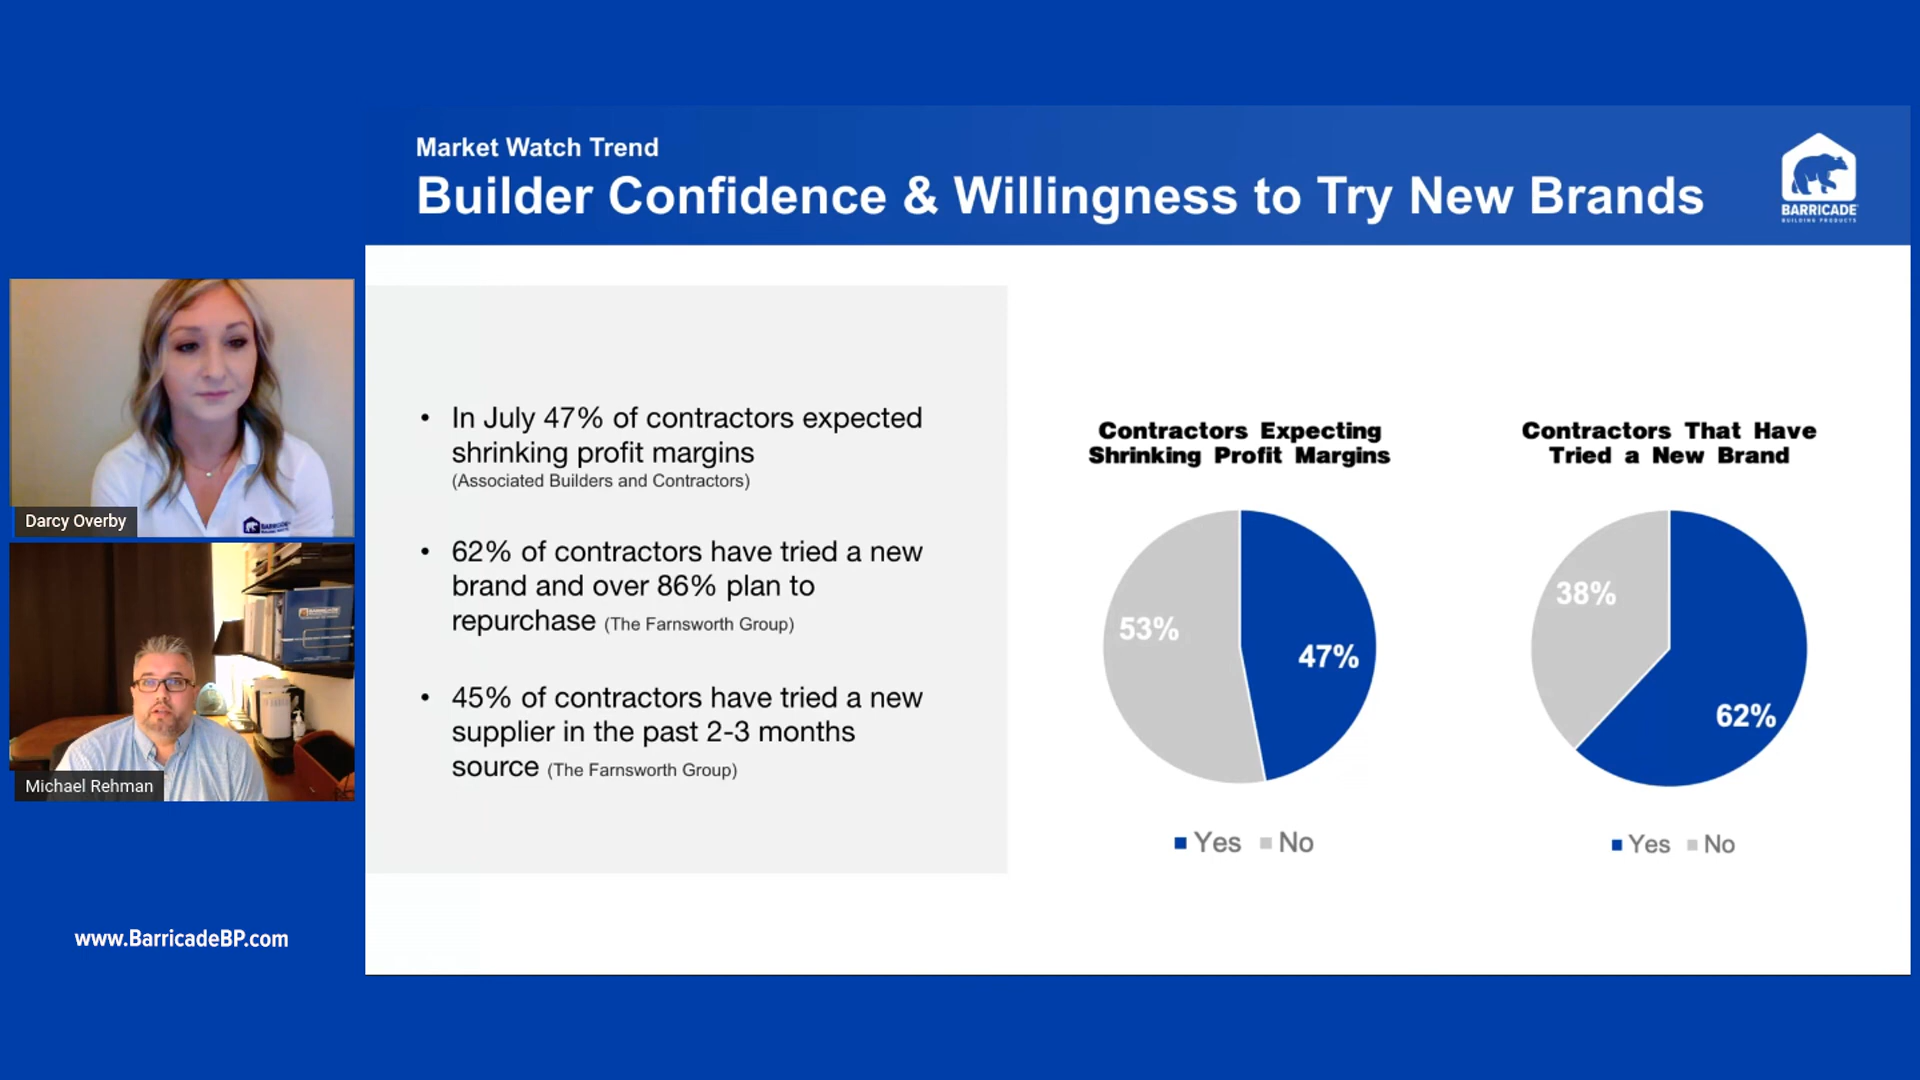 Market Watch Trend
Builder Confidence & Willingness to Try New Brands
BARRICADE
BUILDING PRODUCTS
• In July 47% of contractors expected
shrinking profit margins
(Associated Builders and Contractors)
• 62% of contractors have tried a new
brand and over 86% plan to
repurchase (The Farnsworth Group)
• 45% of contractors have tried a new
supplier in the past 2-3 months
source (The Farnsworth Group)
Contractors Expecting
Shrinking Profit Margins
53%
47%
Yes No
Contractors That Have
Tried a New Brand
38%
62%
Yes No
BARRICADE
Darcy Overby
BARRICADE
Michael Rehman
www.BarricadeBP.com